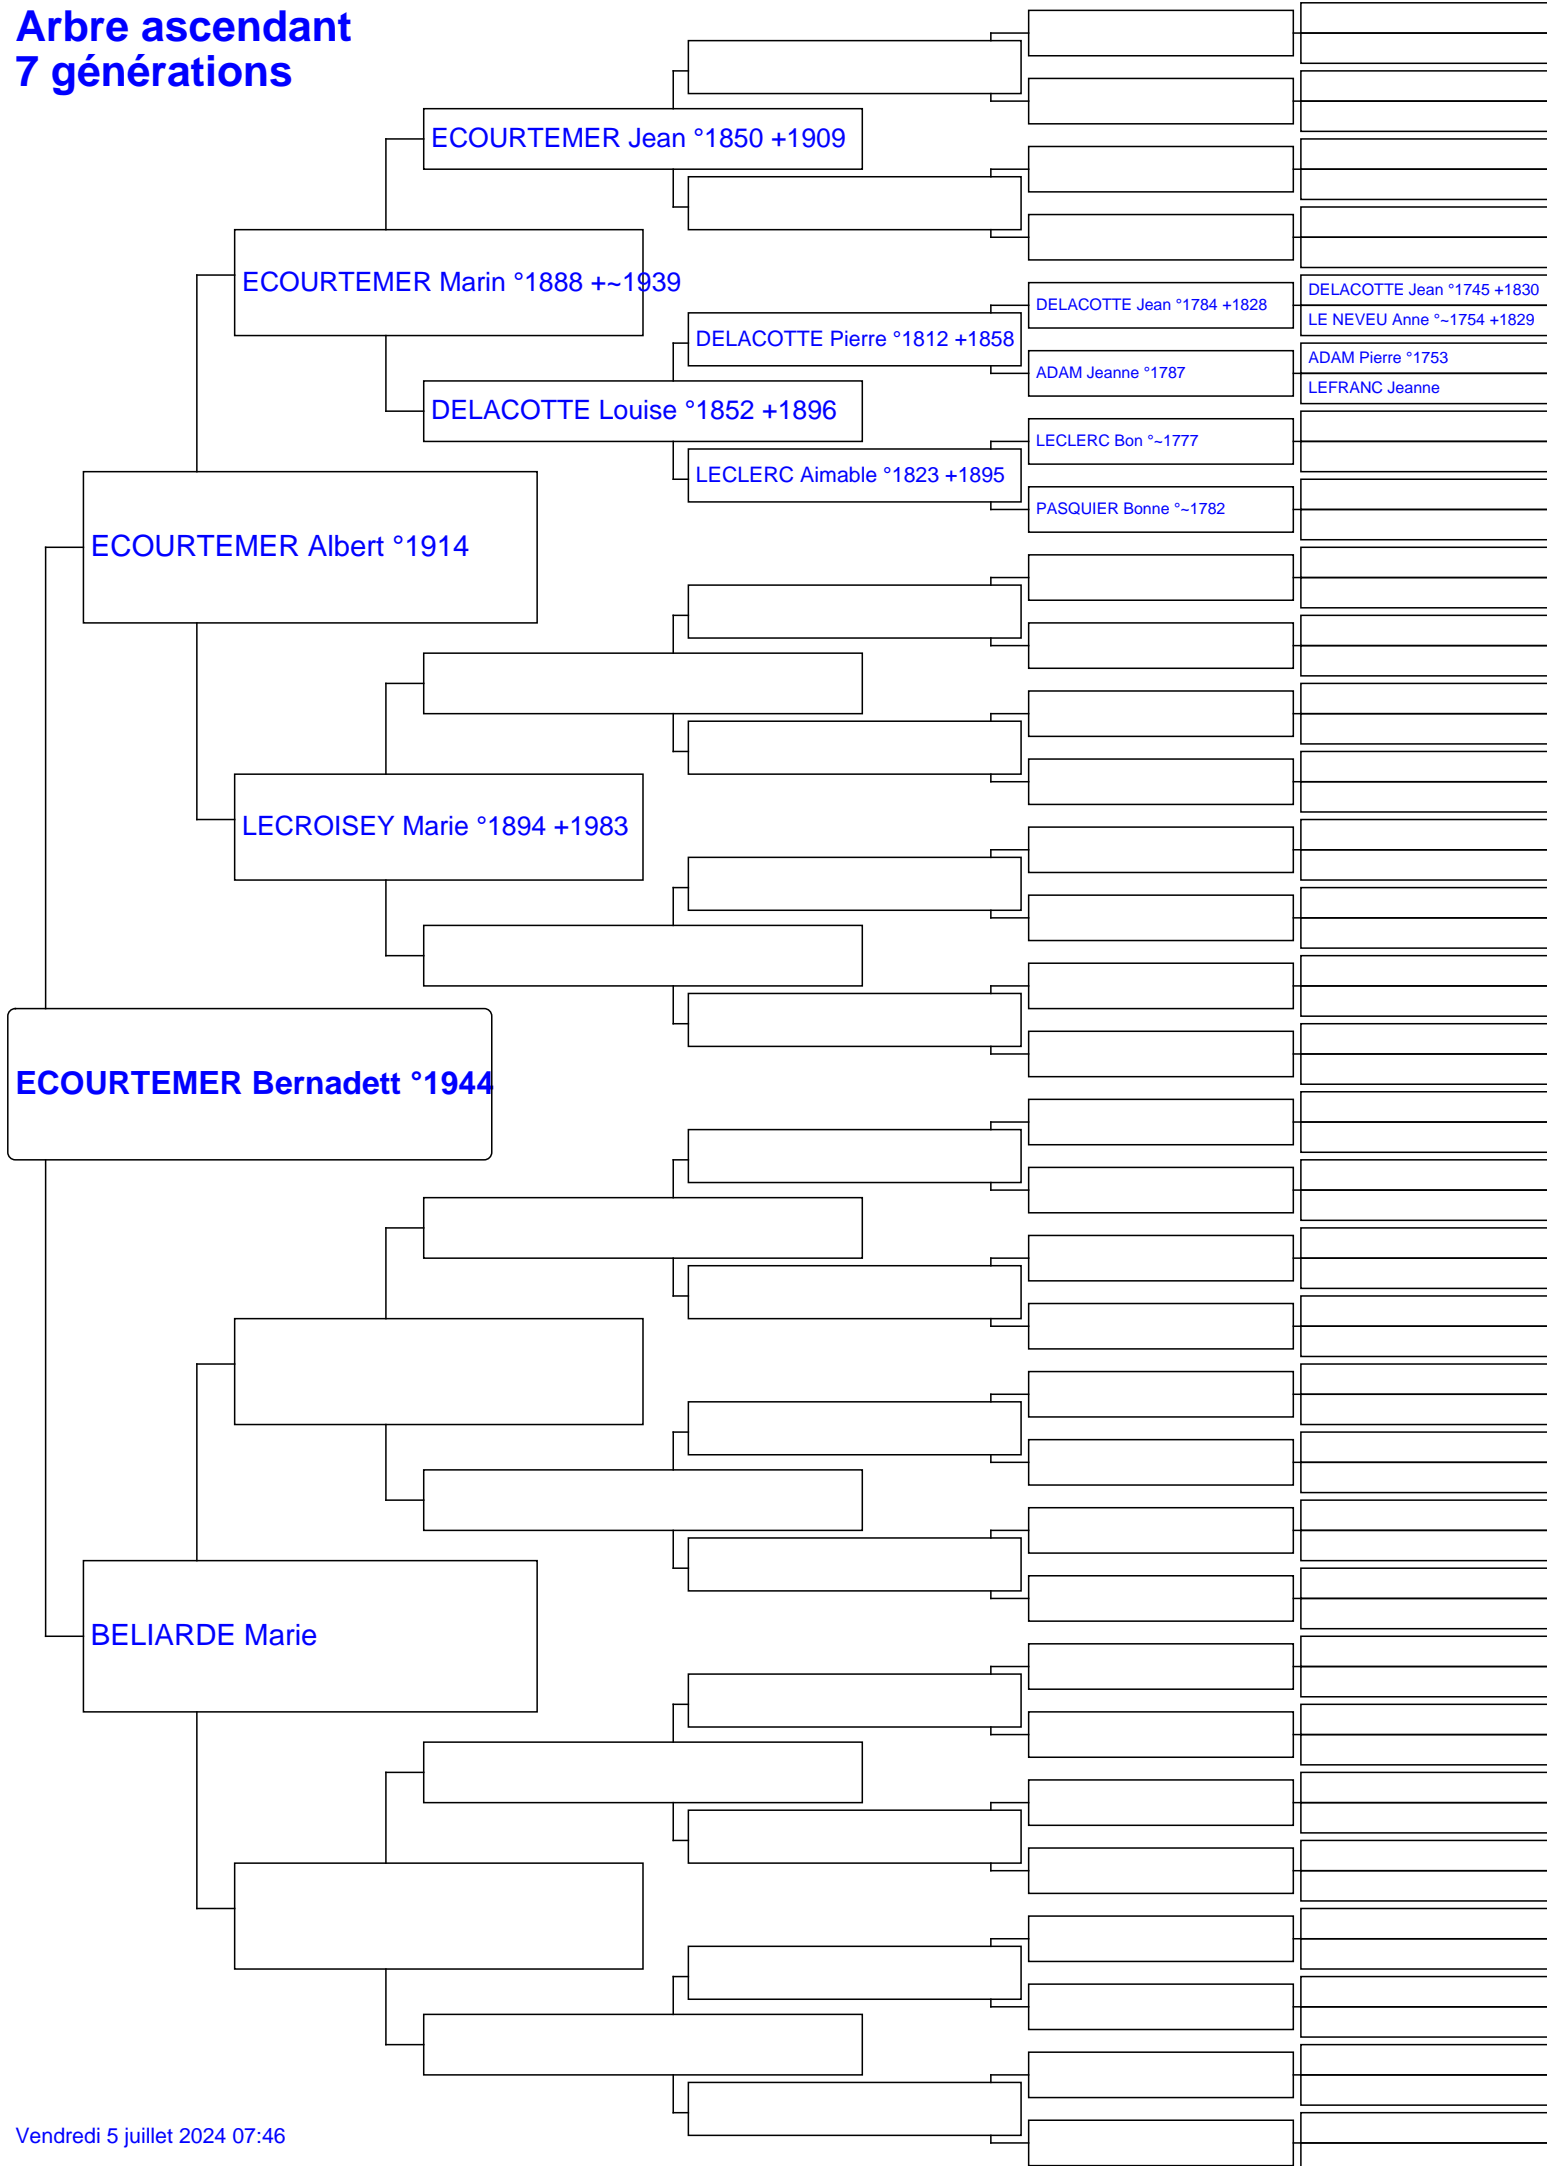 Arbre ascendant
7 générations
ECOURTEMER Jean °1850 +1909
ECOURTEMER Marin °1888 +~1939
DELACOTTE Jean °1784 +1828
DELACOTTE Jean °1745 +1830
LE NEVEU Anne °~1754 +1829
DELACOTTE Pierre °1812 +1858
ADAM Jeanne °1787
ADAM Pierre °1753
LEFRANC Jeanne
DELACOTTE Louise °1852 +1896
LECLERC Bon °~1777
LECLERC Aimable °1823 +1895
PASQUIER Bonne °~1782
ECOURTEMER Albert °1914
LECROISEY Marie °1894 +1983
ECOURTEMER Bernadett °1944
BELIARDE Marie
Vendredi 5 juillet 2024 07:46